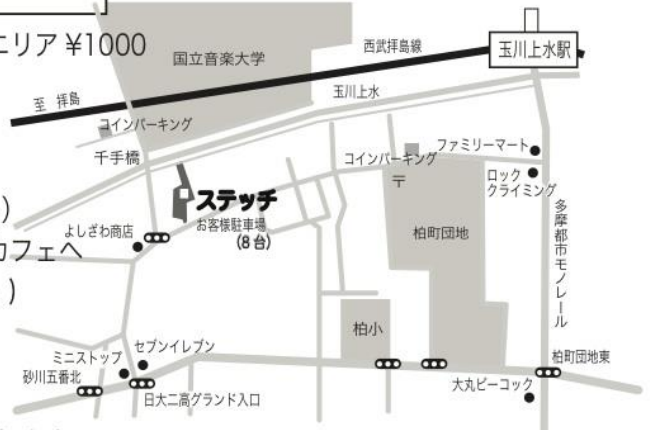 エリア ¥1000
国立音楽大学
西武拝島線
玉川上水駅
至 拝島
玉川上水
コインパーキング
千手橋
コインパーキング
ファミリーマート
〒
ロック
クライミング
ステッチ
お客様駐車場
(8台)
)
よしざわ商店
カフェへ
)
柏町団地
多摩都市モノレール
柏小
ミニストップ
セブンイレブン
砂川五番北
日大二高グランド入口
柏町団地東
大丸ピーコック